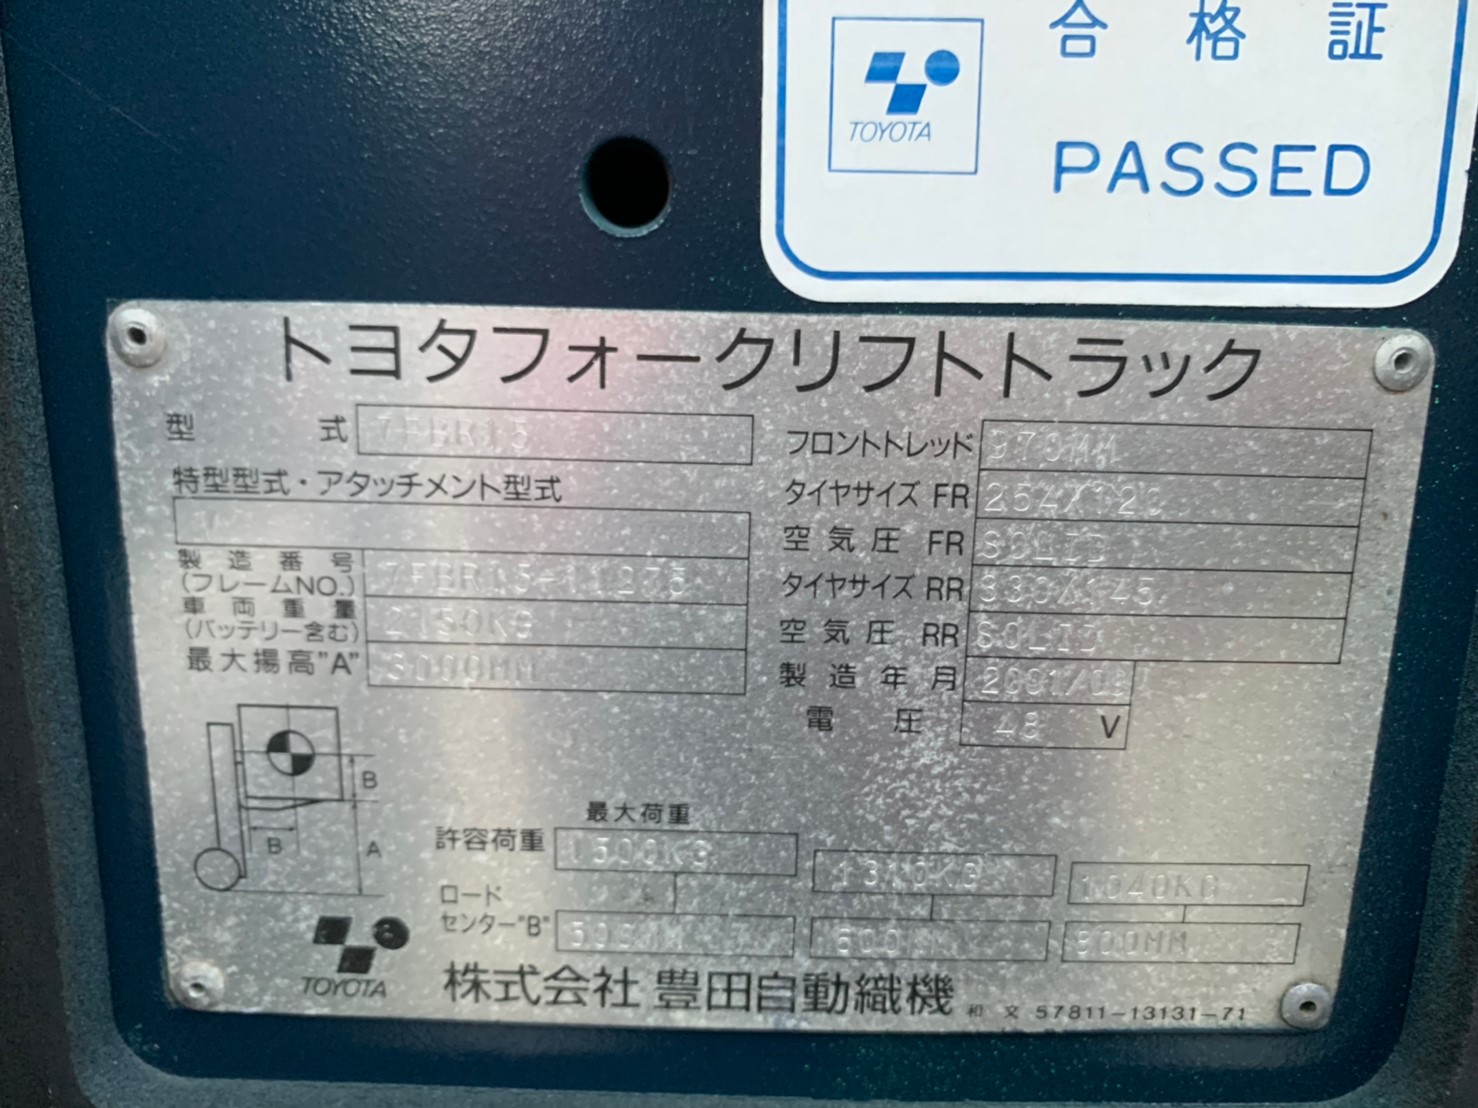 合格証
TOYOTA
PASSED
トヨタフォークリフトトラック
型式 7FBR15
特型型式・アタッチメント型式
製造番号
(フレームNO.)
車両重量 2150KG
(バッテリー含む)
最大揚高"A" 3000MM
フロントトレッド
タイヤサイズ FR
空気圧 FR SOLID
タイヤサイズ RR
空気圧 RR SOLID
製造年月
電圧 48 V
B
B
A
最大荷重
許容荷重 1500KG 1340KG 1040KG
ロード
センター"B" 500MM 600MM 900MM
TOYOTA
株式会社 豊田自動織機
和文 57811-13131-71